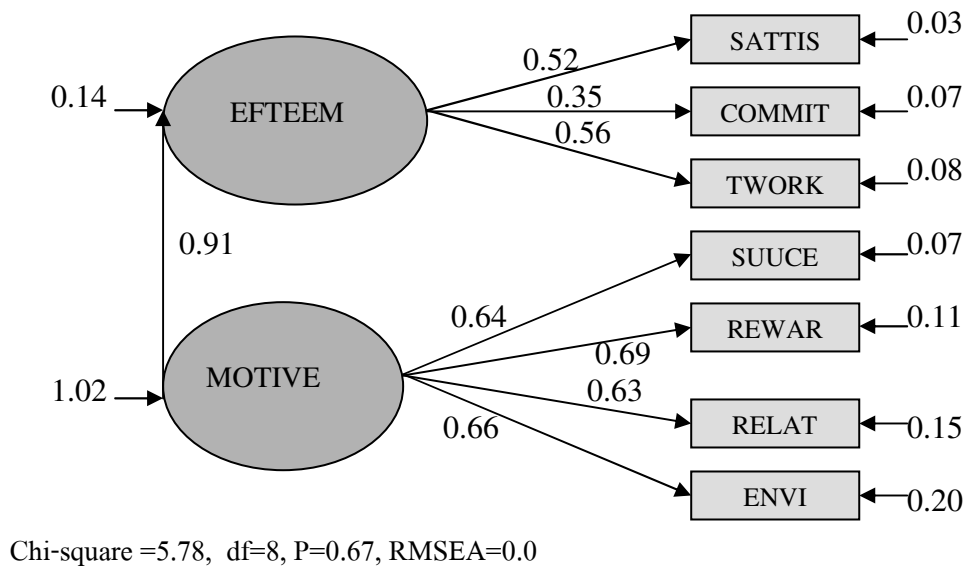 SATTIS
0.03
0.52
0.14
EFTEEM
0.35
COMMIT
0.07
0.56
TWORK
0.08
0.91
SUUCE
0.07
0.64
REWAR
0.11
0.69
MOTIVE
1.02
0.63
0.66
RELAT
0.15
ENVI
0.20
Chi-square =5.78, df=8, P=0.67, RMSEA=0.0